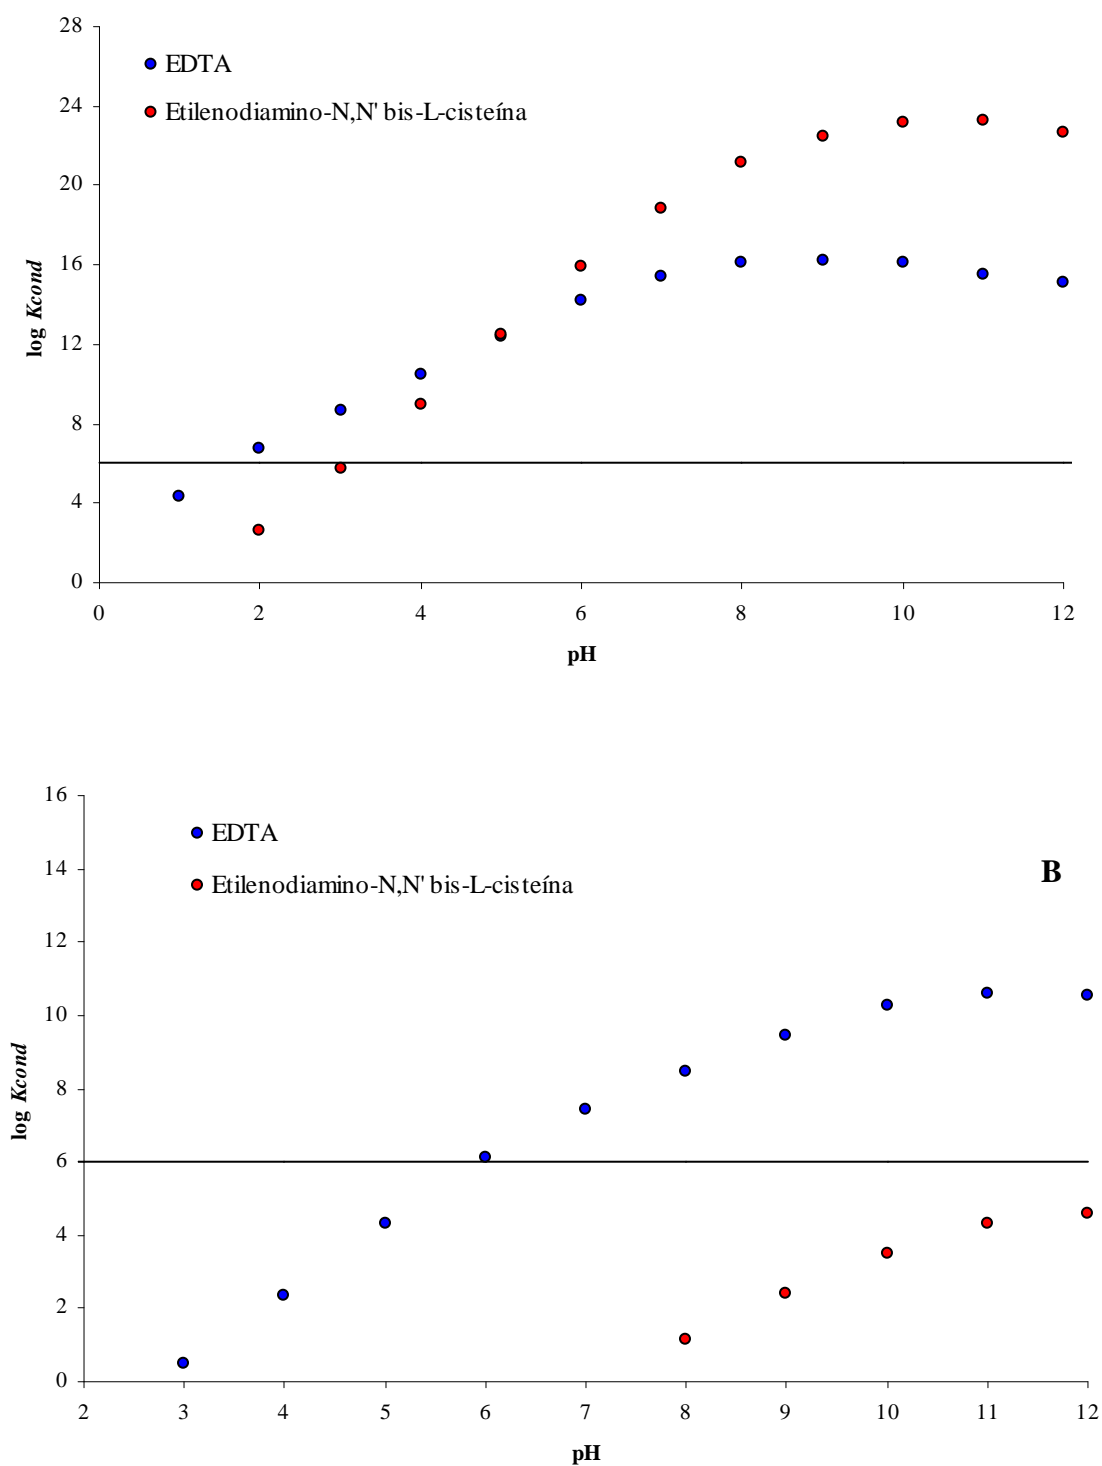 28
EDTA
24
Etilenodiamino-N,N' bis-L-cisteína
20
16
log Kcond
12
8
4
0
0 2 4 6 8 10 12
pH
16
EDTA
14
B
Etilenodiamino-N,N' bis-L-cisteína
12
10
log Kcond
8
6
4
2
0
2 3 4 5 6 7 8 9 10 11 12
pH